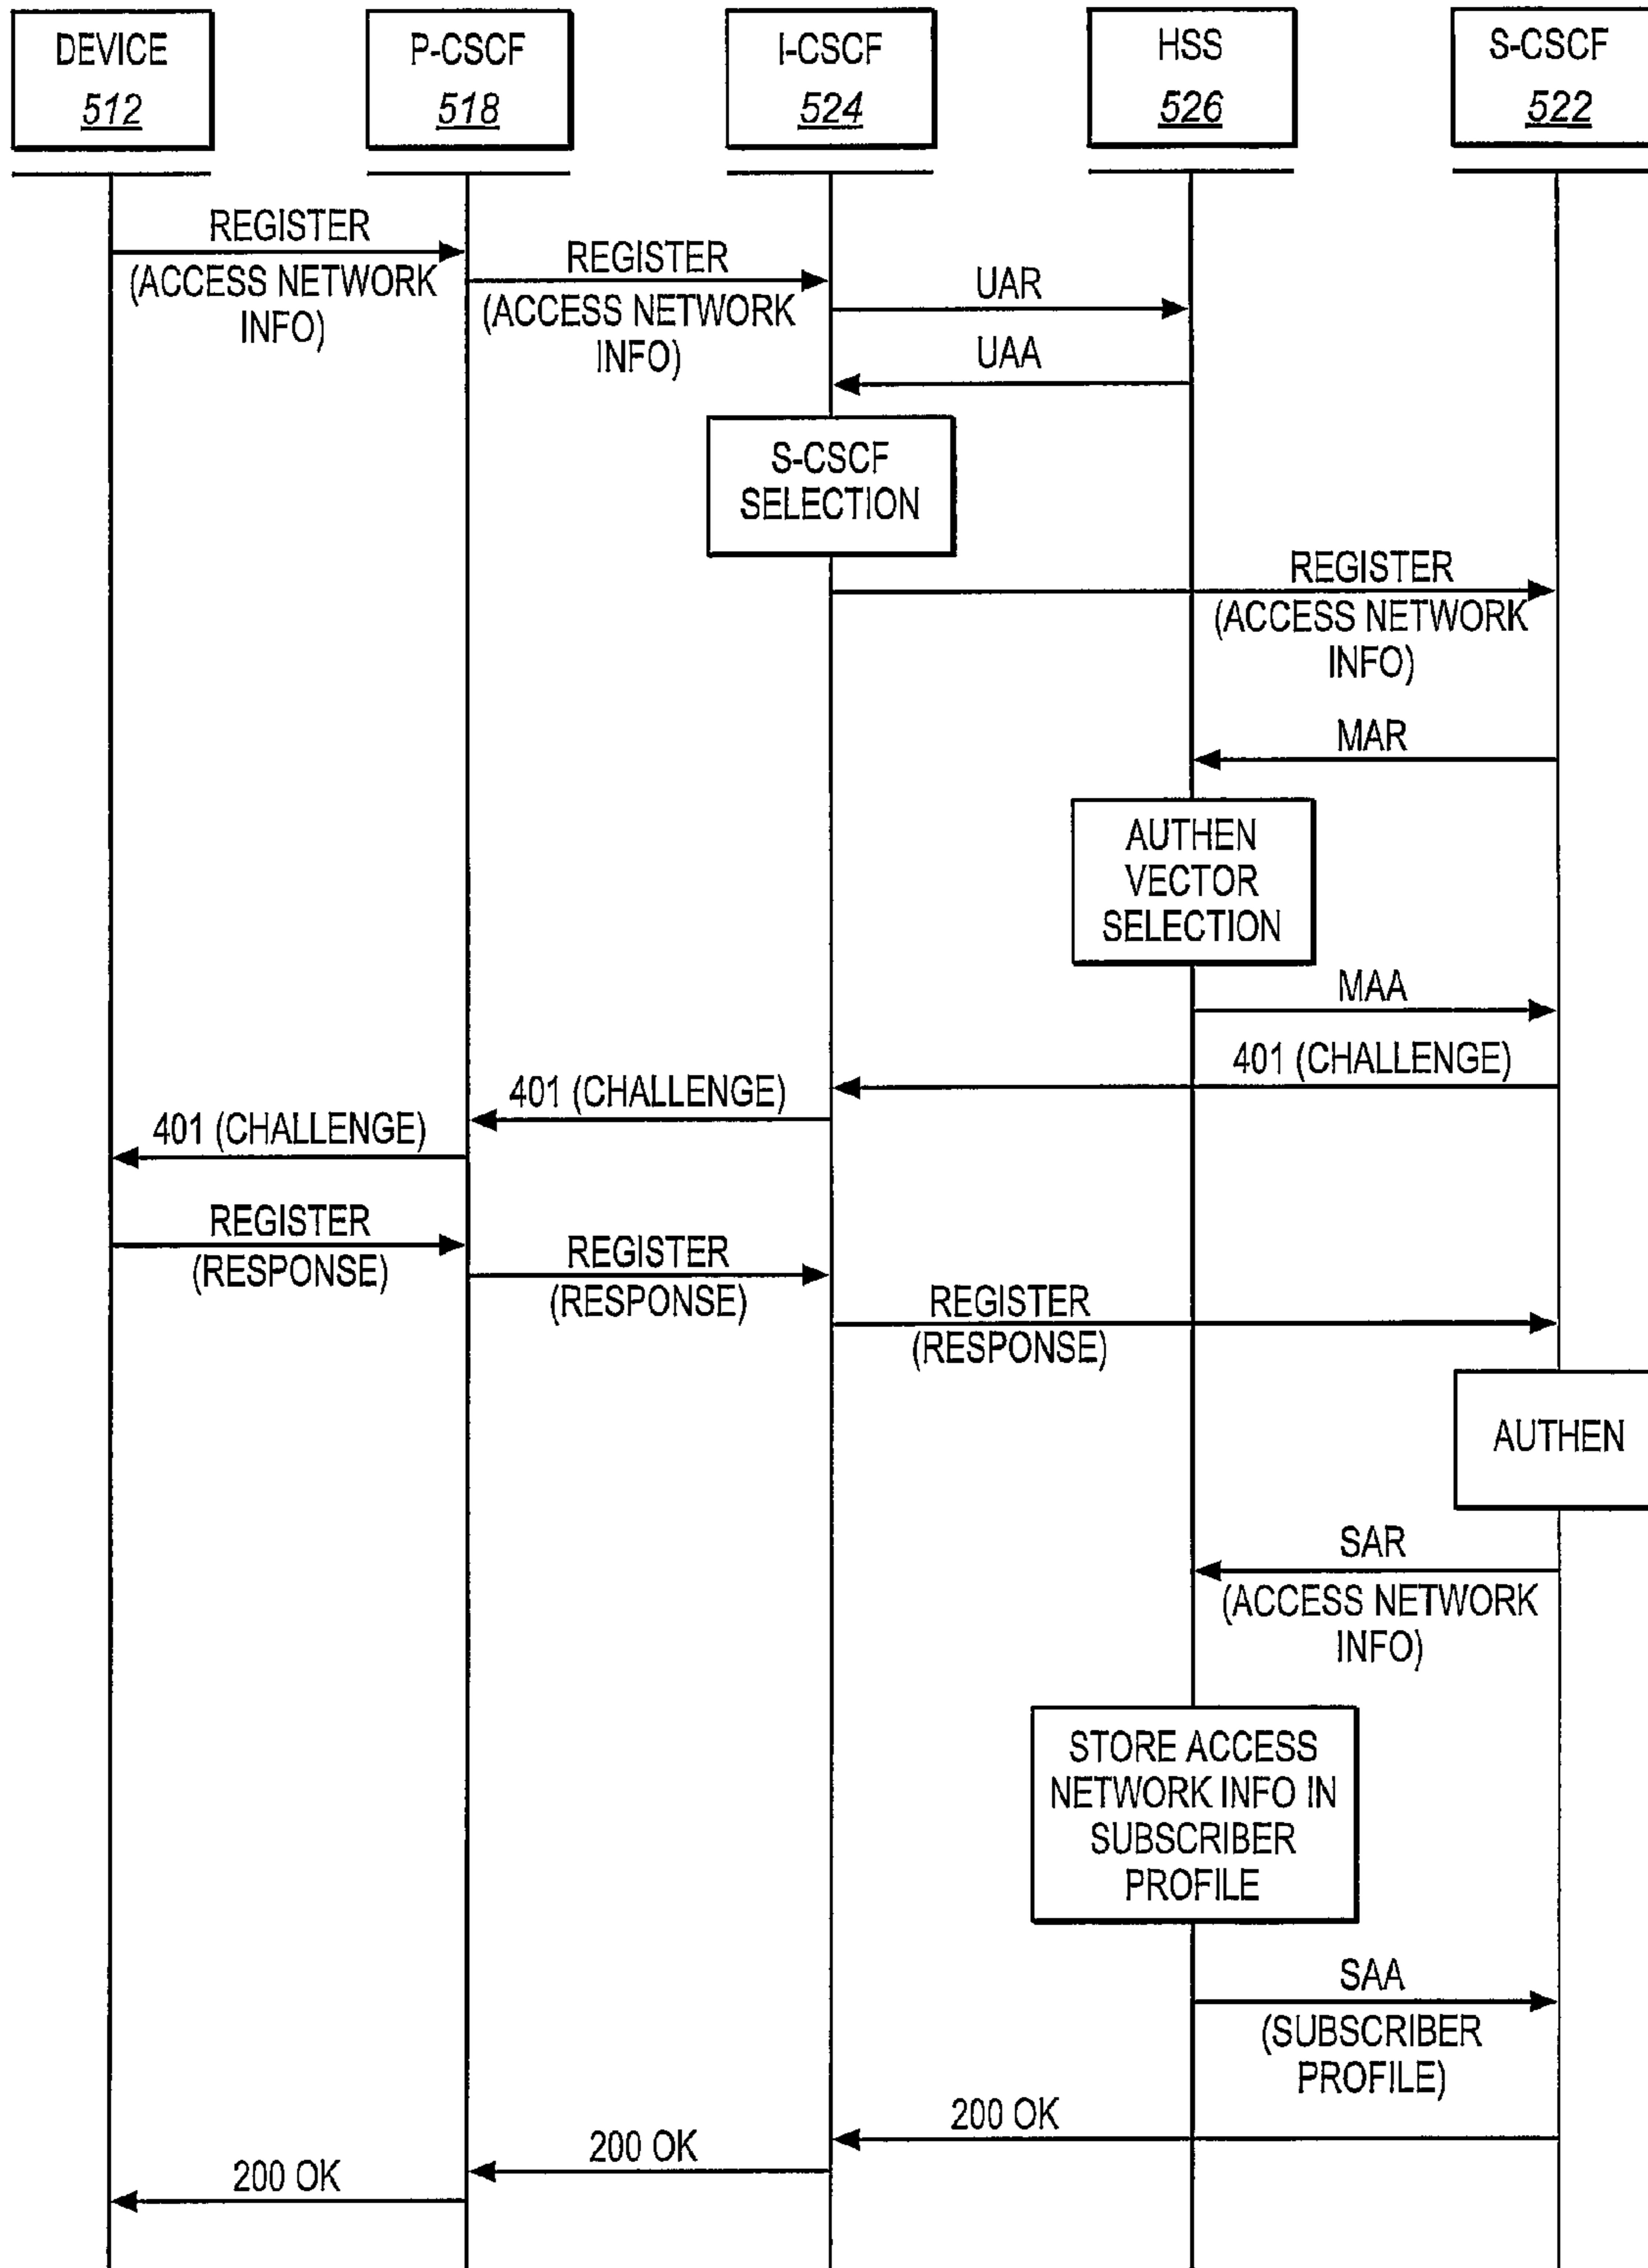 DEVICE
512
P-CSCF
518
I-CSCF
524
HSS
526
S-CSCF
522
REGISTER
(ACCESS NETWORK
INFO)
REGISTER
(ACCESS NETWORK
INFO)
UAR
UAA
S-CSCF
SELECTION
REGISTER
(ACCESS NETWORK
INFO)
MAR
AUTHEN
VECTOR
SELECTION
MAA
401 (CHALLENGE)
401 (CHALLENGE)
401 (CHALLENGE)
REGISTER
(RESPONSE)
REGISTER
(RESPONSE)
REGISTER
(RESPONSE)
AUTHEN
SAR
(ACCESS NETWORK
INFO)
STORE ACCESS
NETWORK INFO IN
SUBSCRIBER
PROFILE
SAA
(SUBSCRIBER
PROFILE)
200 OK
200 OK
200 OK